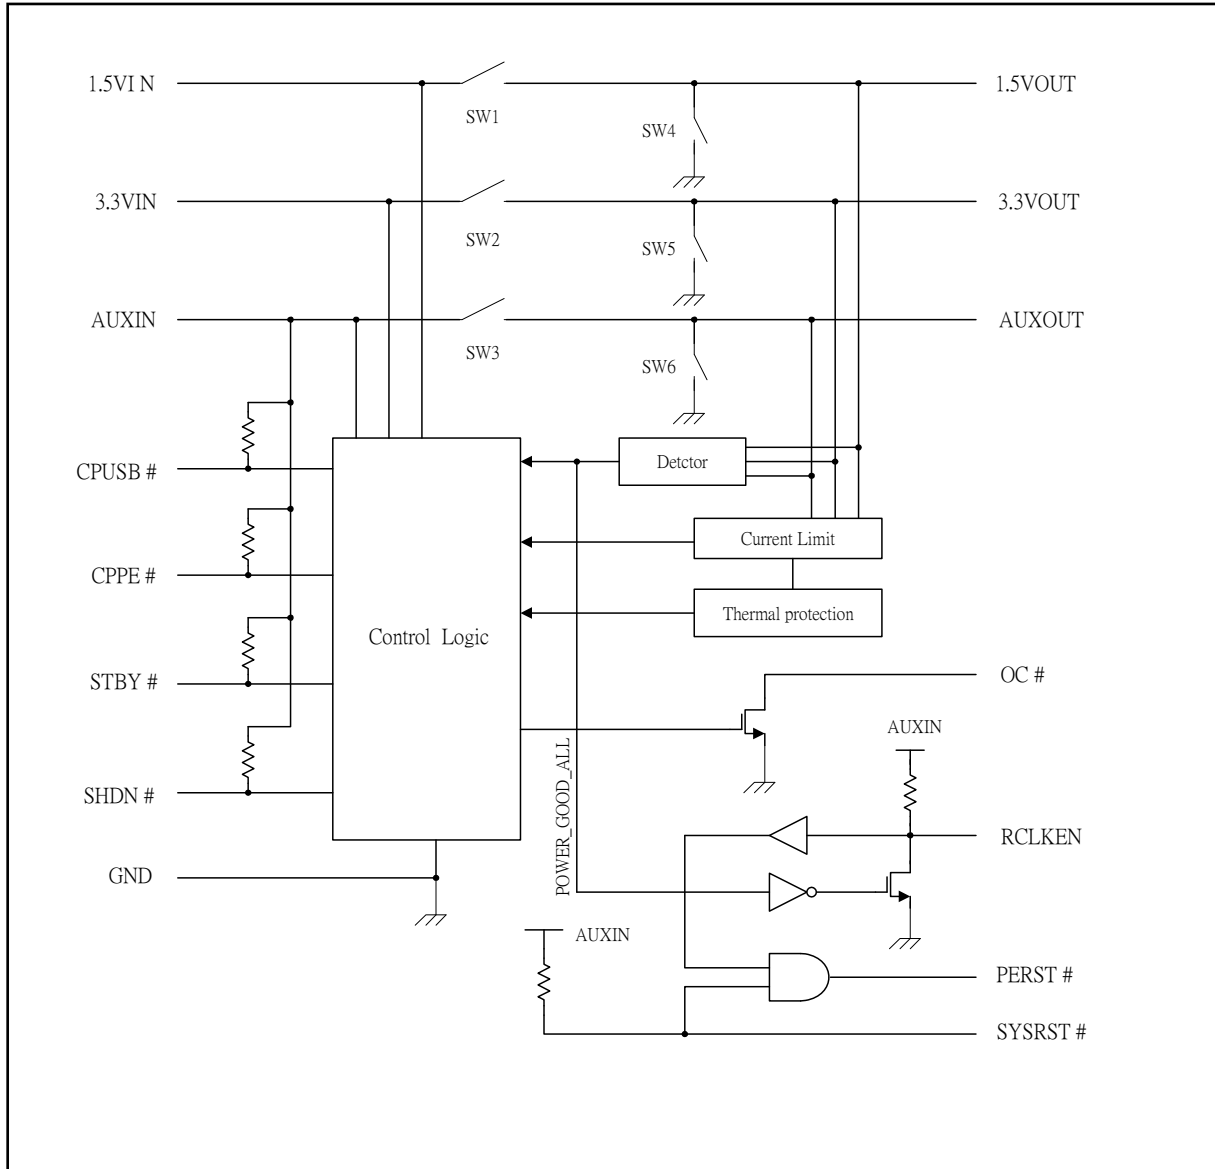 1.5VI N
1.5VOUT
SW1
SW4
3.3VIN
3.3VOUT
SW2
SW5
AUXIN
AUXOUT
SW3
SW6
CPUSB #
Detctor
Current Limit
CPPE #
Thermal protection
Control Logic
STBY #
OC #
AUXIN
SHDN #
POWER_GOOD_ALL
RCLKEN
GND
AUXIN
PERST #
SYSRST #